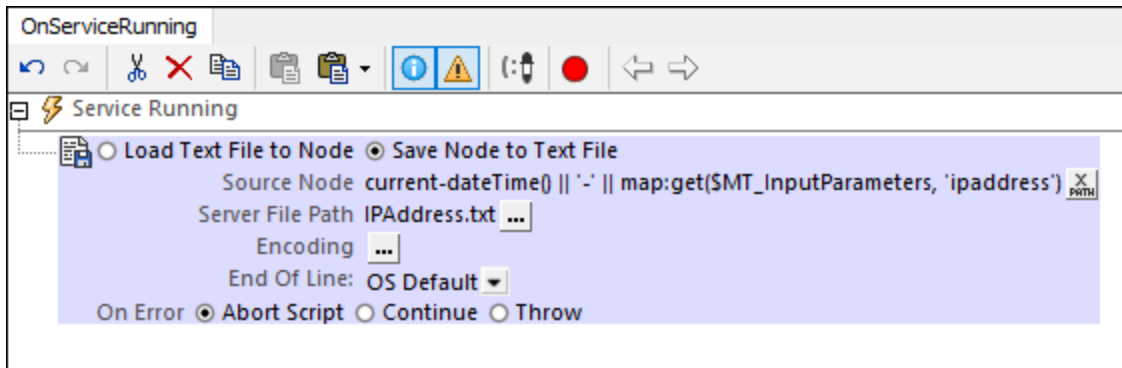 OnServiceRunning
Service Running
Load Text File to Node Save Node to Text File
Source Node current-dateTime() || '-' || map:get($MT_InputParameters, 'ipaddress') X PATH
Server File Path IPAddress.txt ...
Encoding ...
End Of Line: OS Default
On Error Abort Script Continue Throw